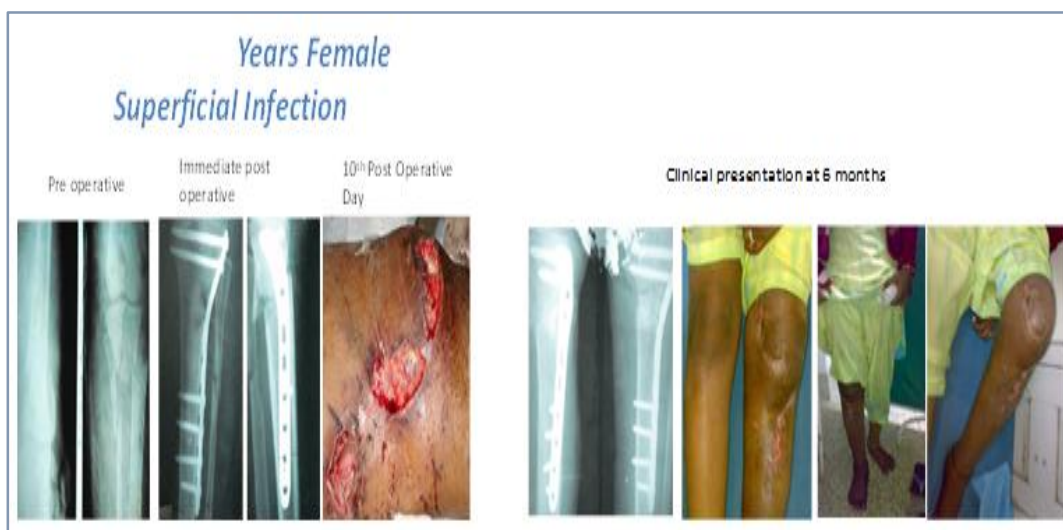 Years Female
Superficial Infection
Pre operative
Immediate post
operative
10th Post Operative
Day
Clinical presentation at 6 months